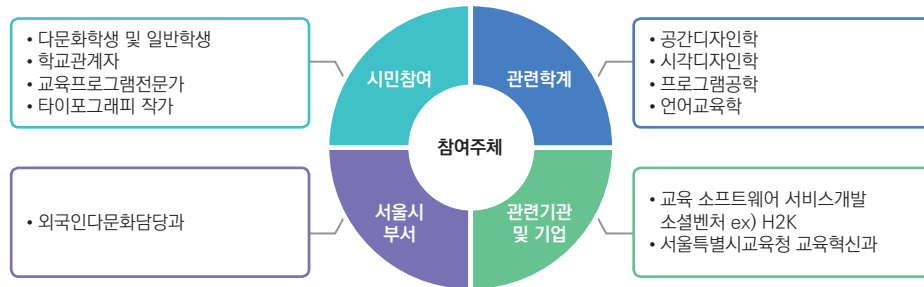 • 다문화학생 및 일반학생
• 학교관계자
• 교육프로그램전문가
• 타이포그래피 작가
시민참여
관련학계
• 공간디자인학
• 시각디자인학
• 프로그램공학
• 언어교육학
참여주체
• 외국인다문화담당과
서울시
부서
관련기관
및 기업
• 교육 소프트웨어 서비스개발
소셜벤처 ex) H2K
• 서울특별시교육청 교육혁신과